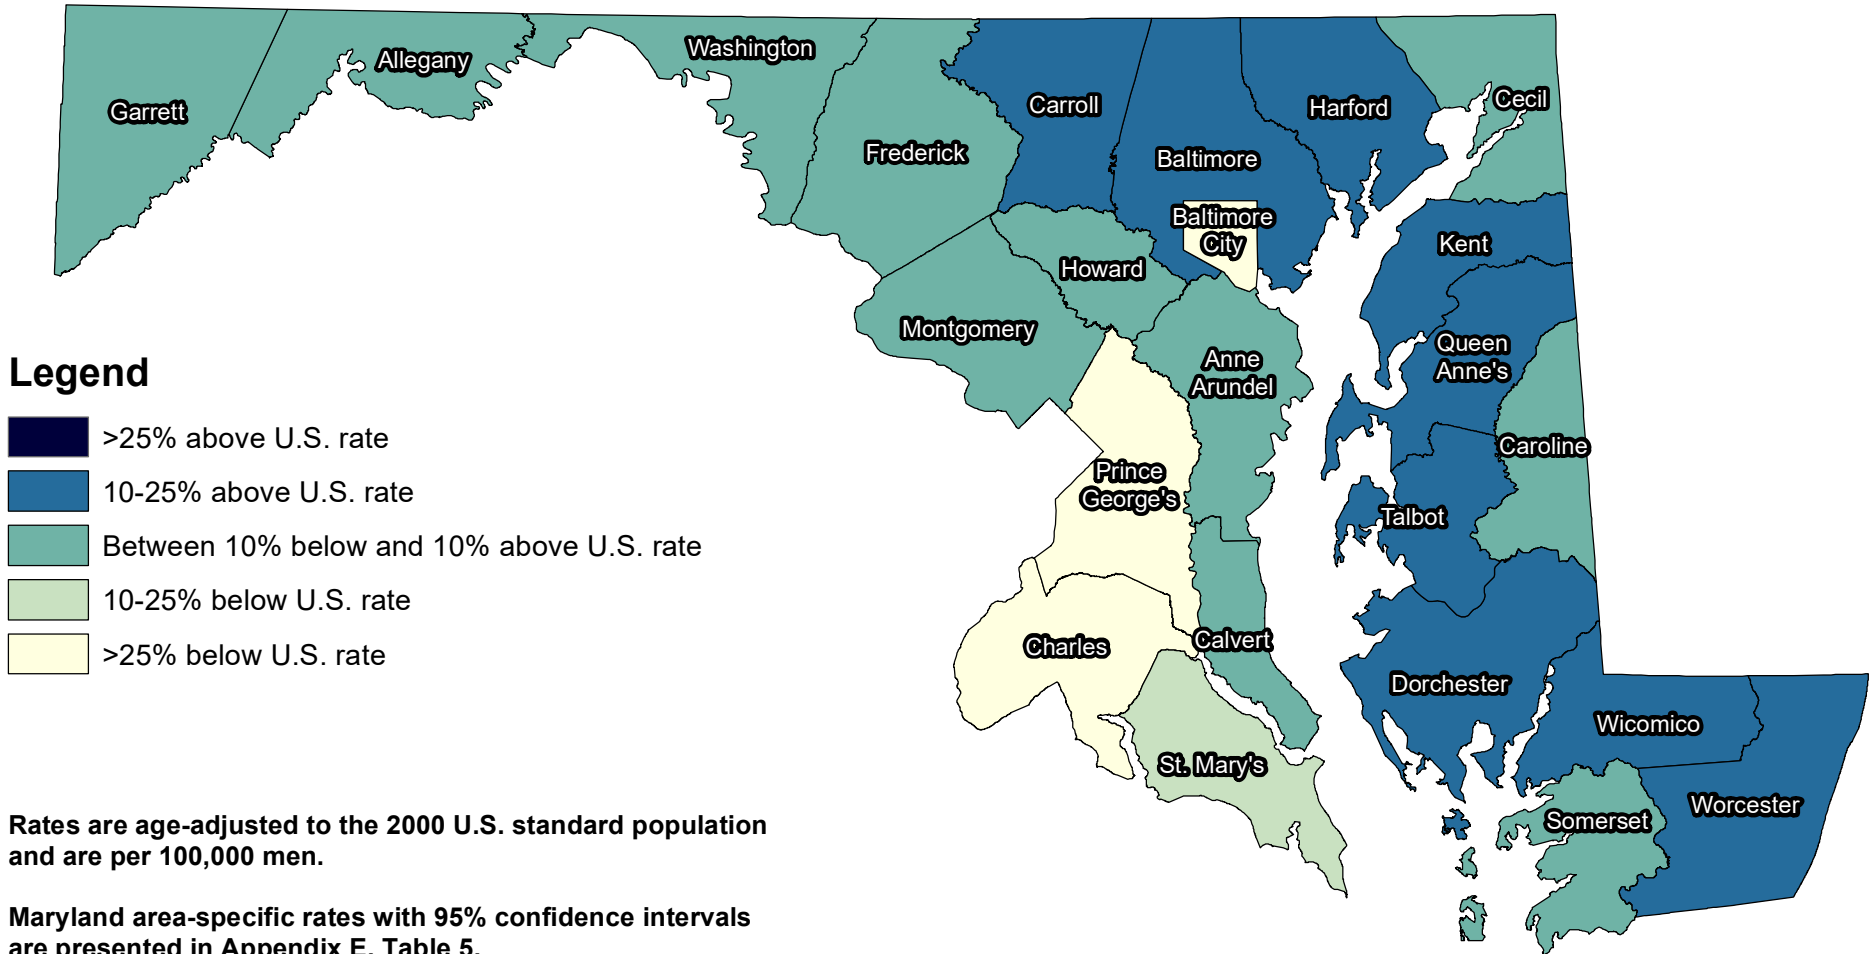 Garrett
Allegany
Washington
Frederick
Carroll
Baltimore
Harford
Cecil
Baltimore
City
Kent
Howard
Montgomery
Anne
Arundel
Queen
Anne's
Caroline
Prince
George's
Talbot
Charles
Calvert
Dorchester
St. Mary's
Wicomico
Somerset
Worcester
Legend
>25% above U.S. rate
10-25% above U.S. rate
Between 10% below and 10% above U.S. rate
10-25% below U.S. rate
>25% below U.S. rate
Rates are age-adjusted to the 2000 U.S. standard population
and are per 100,000 men.
Maryland area-specific rates with 95% confidence intervals
are presented in Appendix E, Table 5.